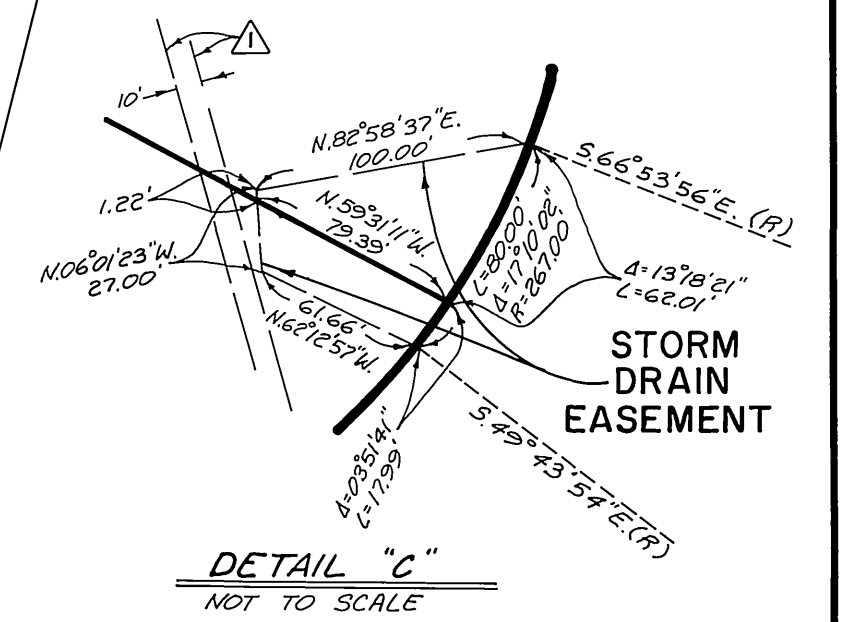 1
10'
N.82°58'37"E.
100.00'
S.66°53'56"E. (R)
1.22'
N.59°31'11"W.
79.39'
L=80.00'
Δ=17°10'02"
R=267.00'
N.06°01'23"W.
27.00'
Δ=13°18'21"
L=62.01'
61.66'
N.62°12'57"W.
STORM
DRAIN
EASEMENT
Δ=03°51'41"
L=17.99'
S.49°43'54"E.(R)
DETAIL "C"
NOT TO SCALE